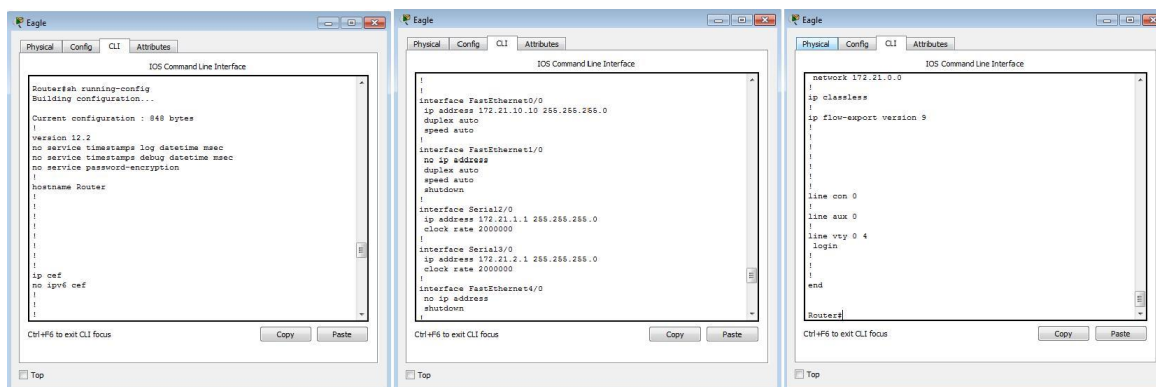 Eagle
Physical Config CLI Attributes
IOS Command Line Interface
Router#sh running-config
Building configuration...
Current configuration : 848 bytes
!
version 12.2
no service timestamps log datetime msec
no service timestamps debug datetime msec
no service password-encryption
!
hostname Router
!
!
!
!
!
!
!
!
ip cef
no ipv6 cef
!
!
!
Ctrl+F6 to exit CLI focus
Copy Paste
Top
Eagle
Physical Config CLI Attributes
IOS Command Line Interface
!
!
interface FastEthernet0/0
ip address 172.21.10.10 255.255.255.0
duplex auto
speed auto
!
interface FastEthernet1/0
no ip address
duplex auto
speed auto
shutdown
!
interface Serial2/0
ip address 172.21.1.1 255.255.255.0
clock rate 2000000
!
interface Serial3/0
ip address 172.21.2.1 255.255.255.0
clock rate 2000000
!
interface FastEthernet4/0
no ip address
shutdown
!
Ctrl+F6 to exit CLI focus
Copy Paste
Top
Eagle
Physical Config CLI Attributes
IOS Command Line Interface
network 172.21.0.0
!
ip classless
!
ip flow-export version 9
!
!
!
!
!
!
!
line con 0
!
line aux 0
!
line vty 0 4
login
!
!
!
end
Router#
Ctrl+F6 to exit CLI focus
Copy Paste
Top